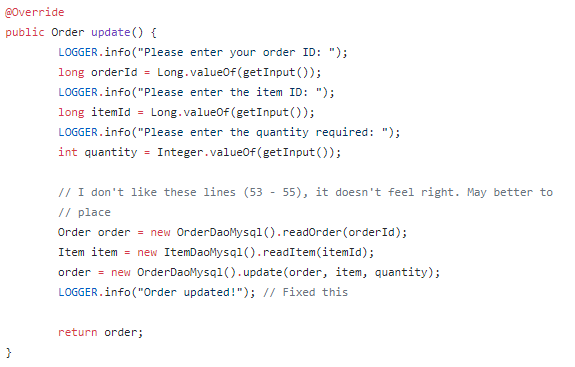 @Override
public Order update() {
LOGGER.info("Please enter your order ID: ");
long orderId = Long.valueOf(getInput());
LOGGER.info("Please enter the item ID: ");
long itemId = Long.valueOf(getInput());
LOGGER.info("Please enter the quantity required: ");
int quantity = Integer.valueOf(getInput());
// I don't like these lines (53 - 55), it doesn't feel right. May better to
// place
Order order = new OrderDaoMysql().readOrder(orderId);
Item item = new ItemDaoMysql().readItem(itemId);
order = new OrderDaoMysql().update(order, item, quantity);
LOGGER.info("Order updated!"); // Fixed this
return order;
}